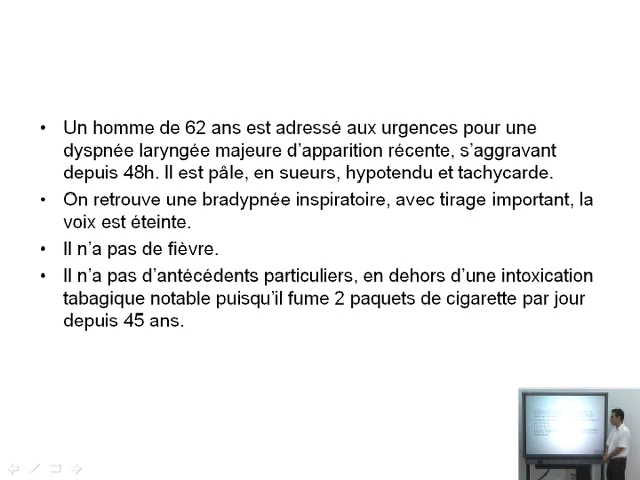 • Un homme de 62 ans est adressé aux urgences pour une
dyspnée laryngée majeure d'apparition récente, s'aggravant
depuis 48h. Il est pâle, en sueurs, hypotendu et tachycarde.
• On retrouve une bradypnée inspiratoire, avec tirage important, la
voix est éteinte.
• Il n'a pas de fièvre.
• Il n'a pas d'antécédents particuliers, en dehors d'une intoxication
tabagique notable puisqu'il fume 2 paquets de cigarette par jour
depuis 45 ans.